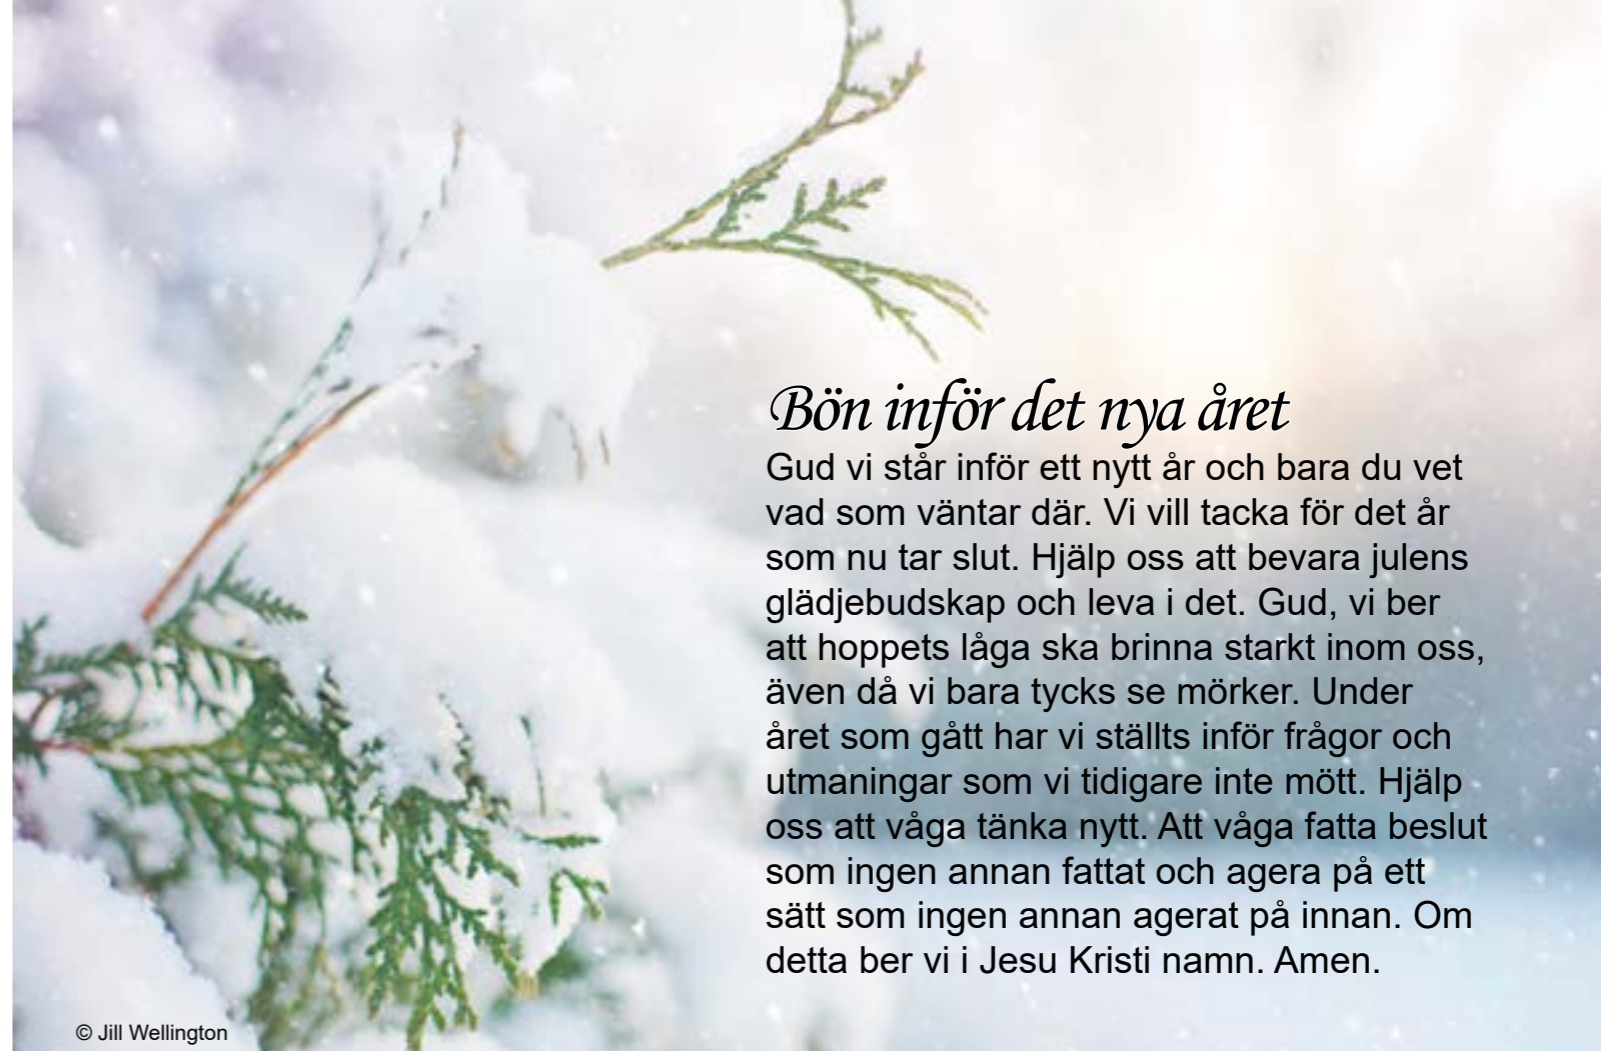 Bön inför det nya året
Gud vi står inför ett nytt år och bara du vet
vad som väntar där. Vi vill tacka för det år
som nu tar slut. Hjälp oss att bevara julens
glädjebudskap och leva i det. Gud, vi ber
att hoppets låga ska brinna starkt inom oss,
även då vi bara tycks se mörker. Under
året som gått har vi ställts inför frågor och
utmaningar som vi tidigare inte mött. Hjälp
oss att våga tänka nytt. Att våga fatta beslut
som ingen annan fattat och agera på ett
sätt som ingen annan agerat på innan. Om
detta ber vi i Jesu Kristi namn. Amen.
© Jill Wellington